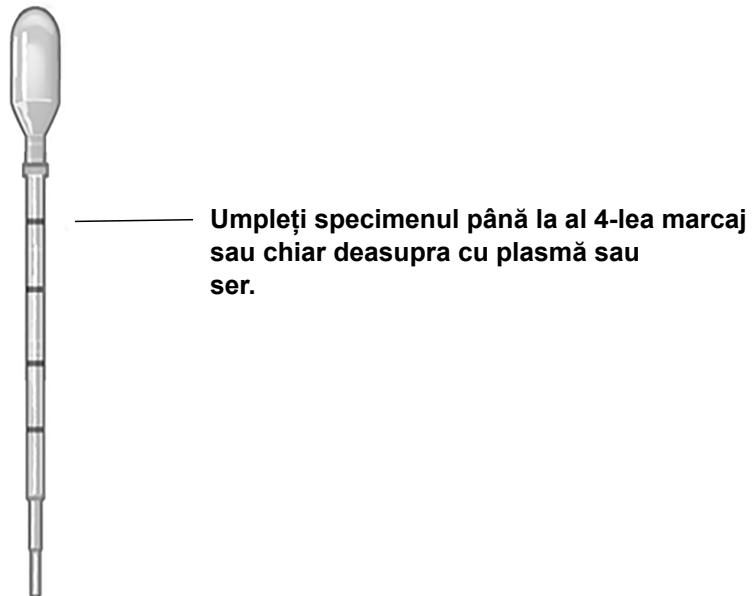 Umpleți specimenul până la al 4-lea marcaj
sau chiar deasupra cu plasmă sau
ser.